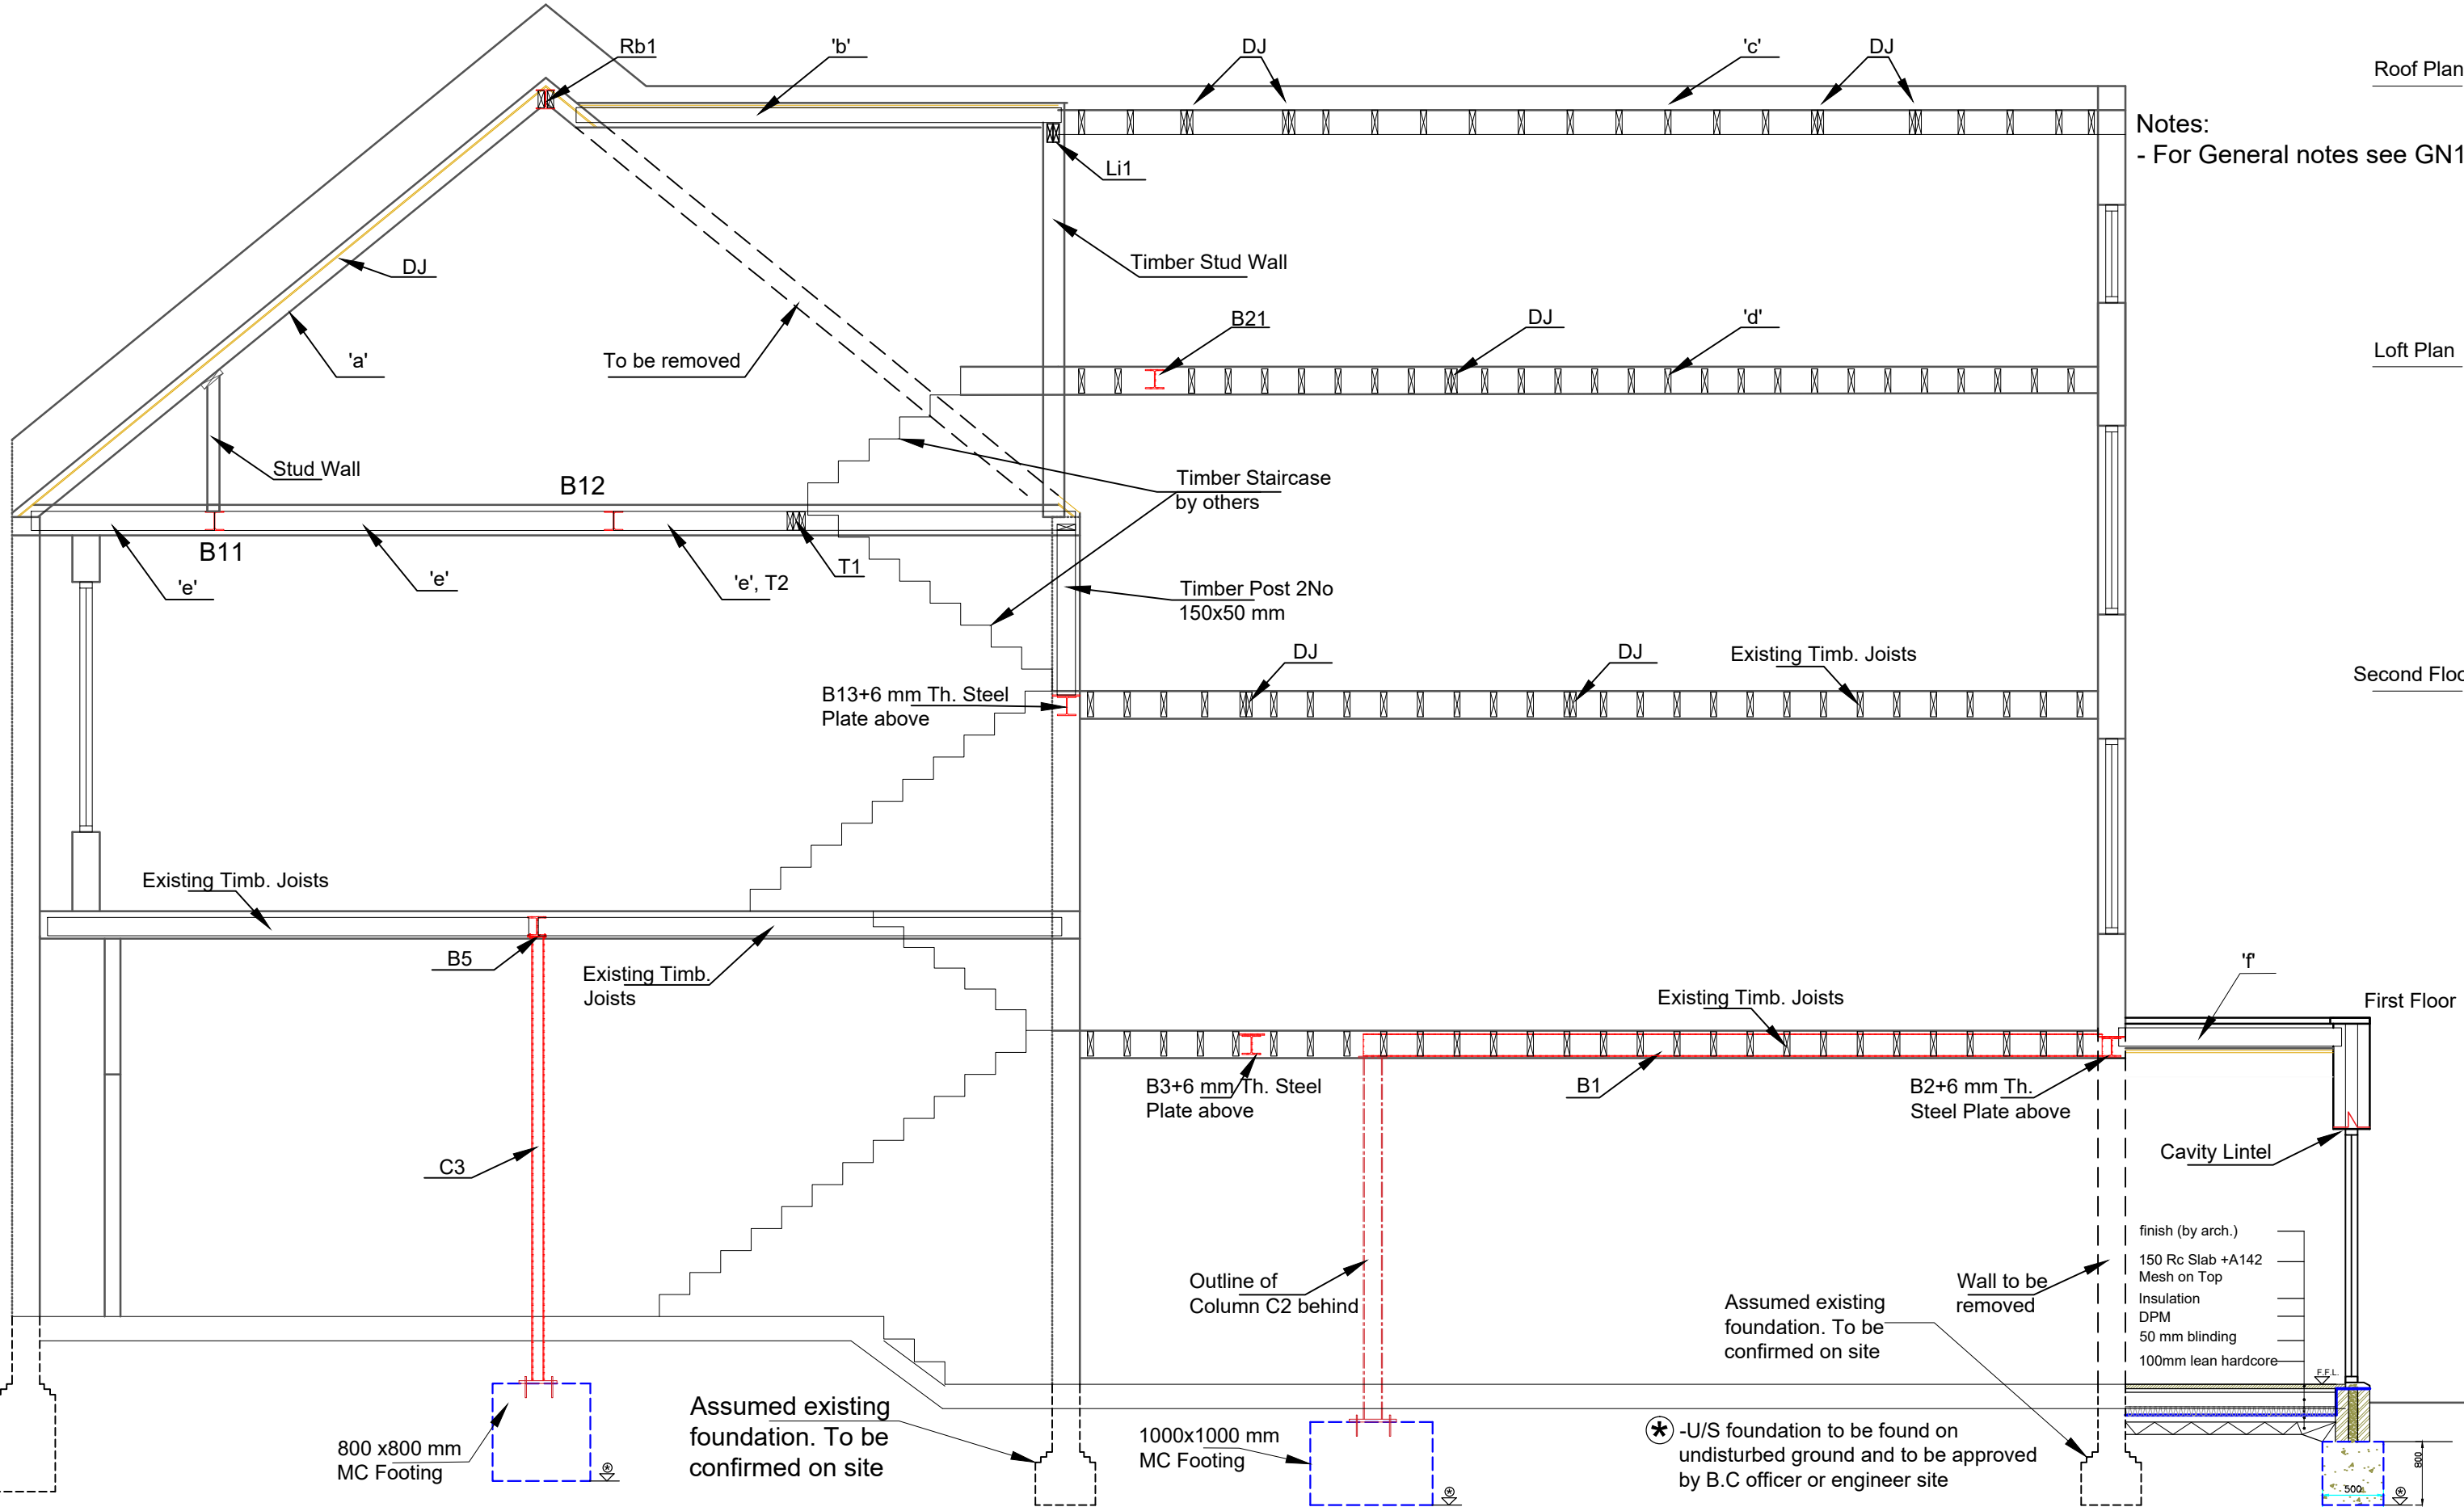 Rb1
'b'
DJ
'c'
DJ
Roof Plan
Notes:
- For General notes see GN1
Li1
DJ
Timber Stud Wall
'a'
To be removed
B21
DJ
'd'
Loft Plan
Stud Wall
B12
Timber Staircase
by others
B11
'e'
'e'
'e', T2
T1
Timber Post 2No
150x50 mm
DJ
DJ
Existing Timb. Joists
Second Floo
B13+6 mm Th. Steel
Plate above
Existing Timb. Joists
B5
Existing Timb.
Joists
'f'
First Floor
Existing Timb. Joists
B3+6 mm Th. Steel
Plate above
B1
B2+6 mm Th.
Steel Plate above
Cavity Lintel
C3
finish (by arch.)
150 Rc Slab +A142
Mesh on Top
Insulation
DPM
50 mm blinding
100mm lean hardcore
Outline of
Column C2 behind
Wall to be
removed
Assumed existing
foundation. To be
confirmed on site
F.F.L.
800 x800 mm
MC Footing
Assumed existing
foundation. To be
confirmed on site
1000x1000 mm
MC Footing
* -U/S foundation to be found on
undisturbed ground and to be approved
by B.C officer or engineer site
800
500